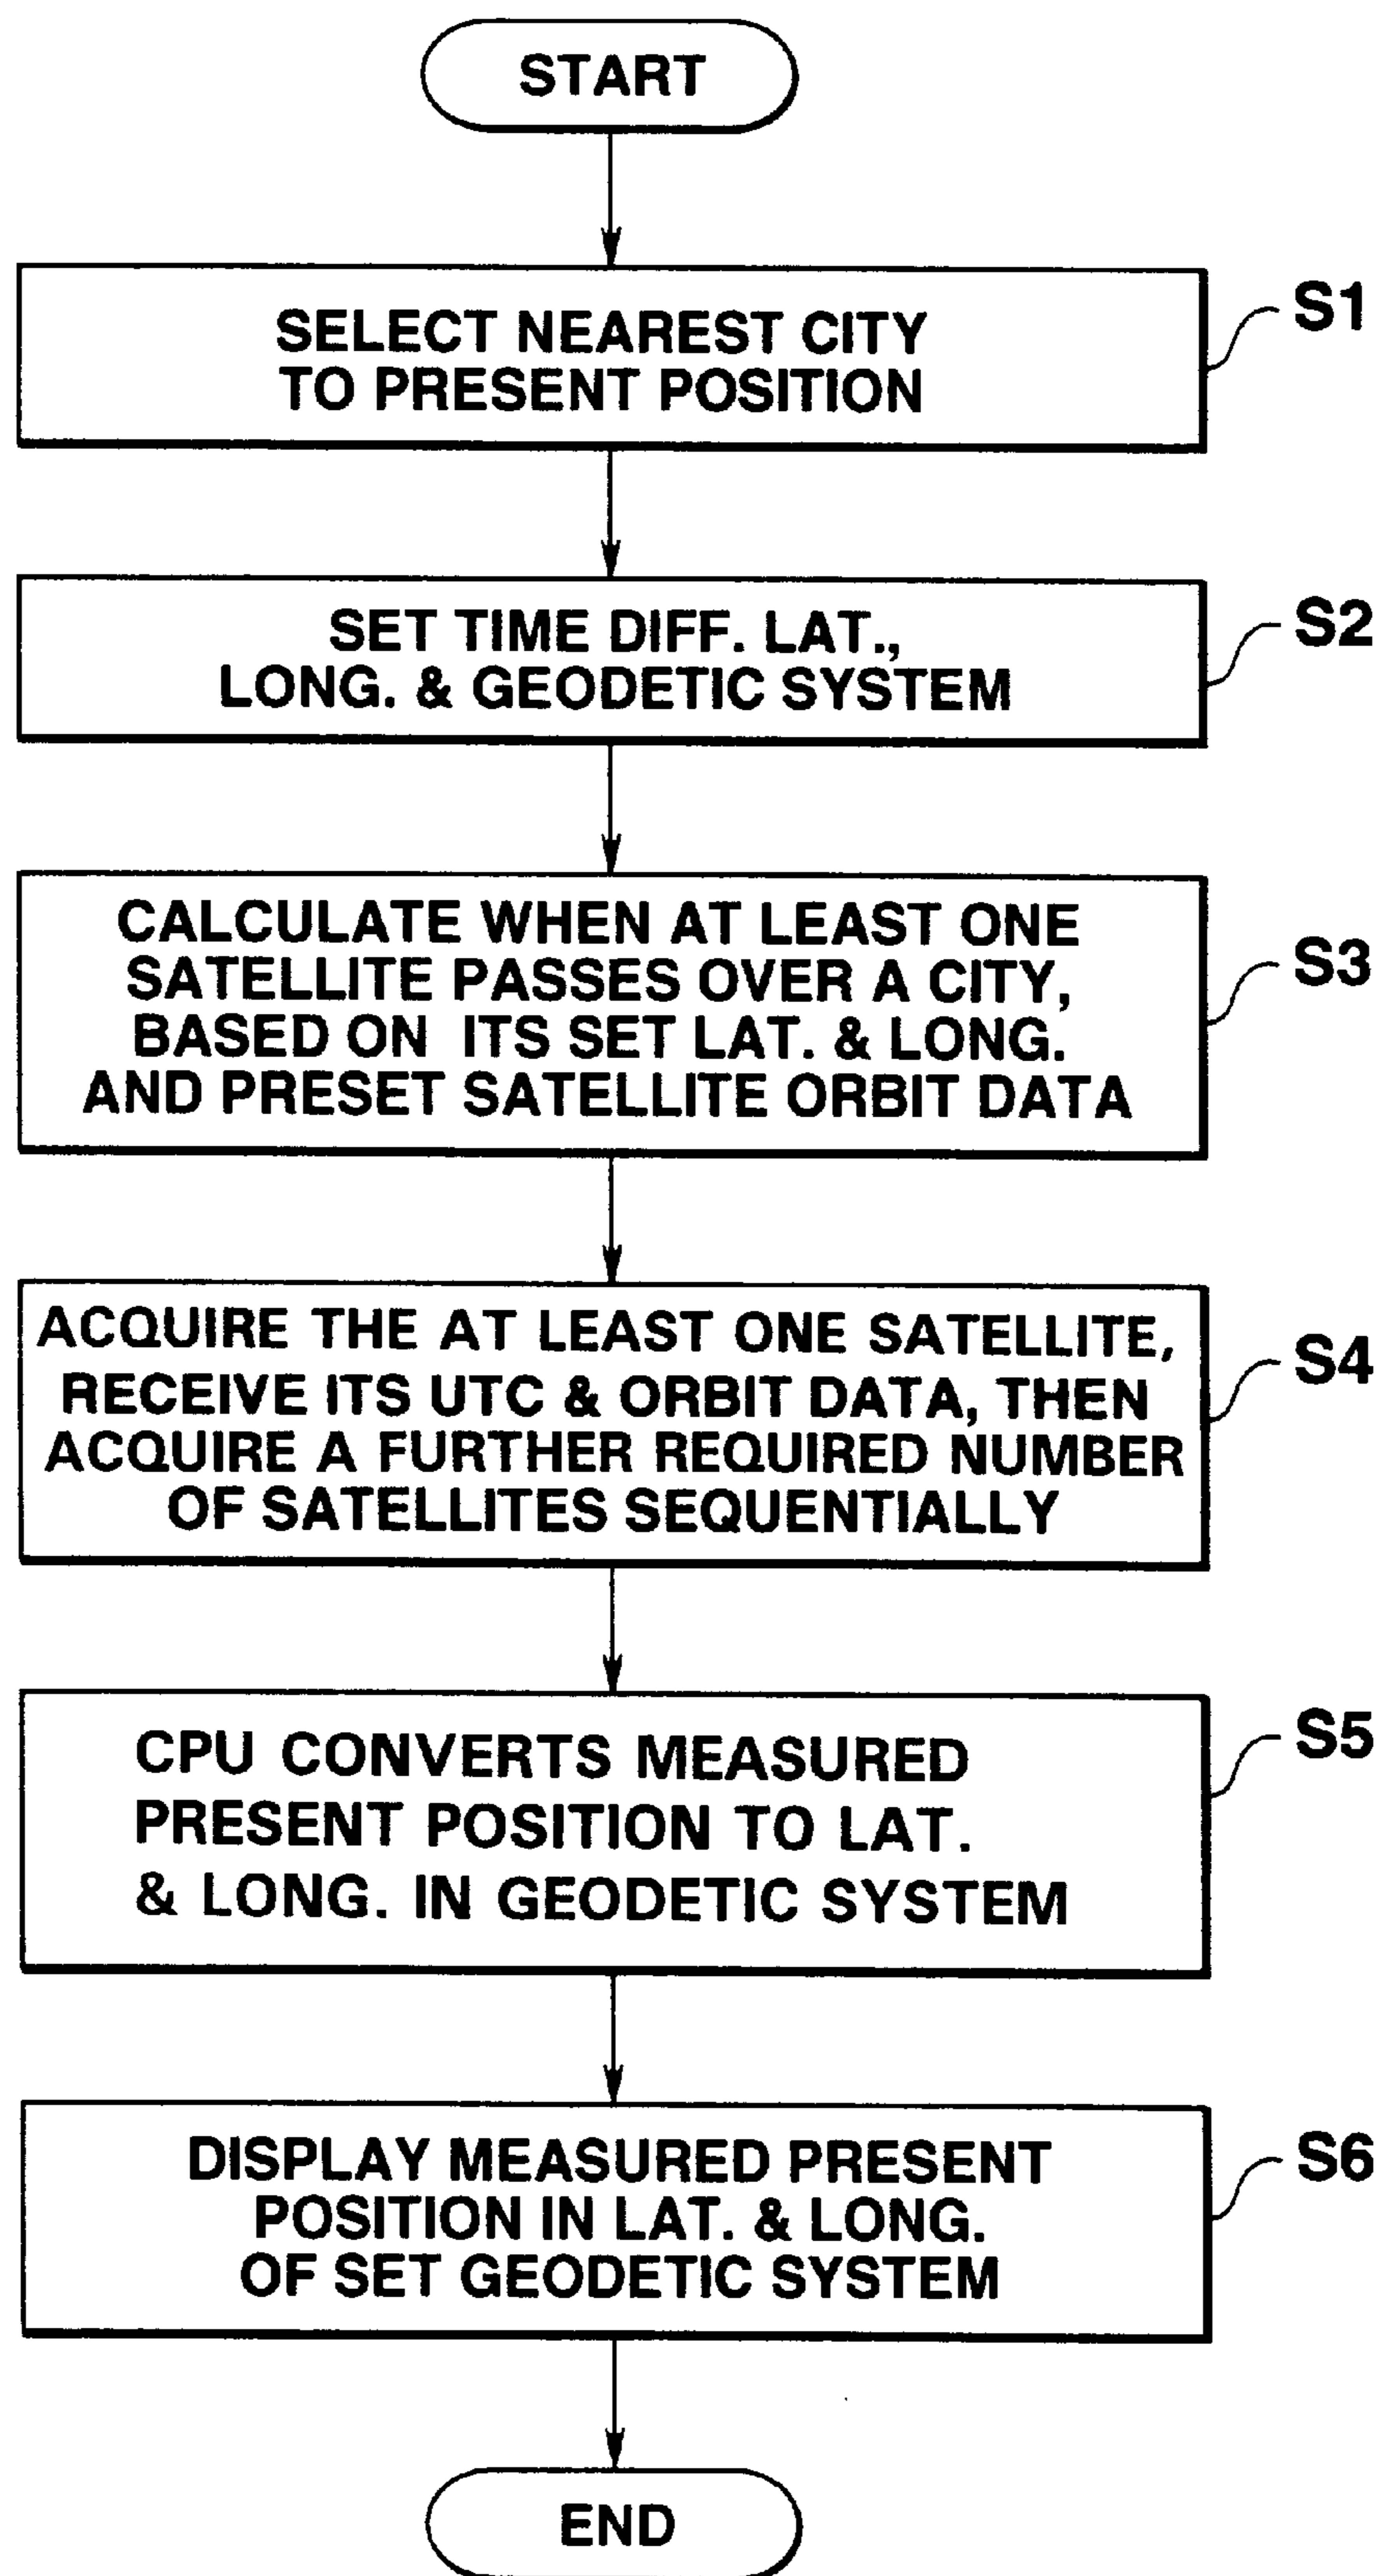 START
SELECT NEAREST CITY
TO PRESENT POSITION
S1
SET TIME DIFF. LAT.,
LONG. & GEODETIC SYSTEM
S2
CALCULATE WHEN AT LEAST ONE
SATELLITE PASSES OVER A CITY,
BASED ON ITS SET LAT. & LONG.
AND PRESET SATELLITE ORBIT DATA
S3
ACQUIRE THE AT LEAST ONE SATELLITE,
RECEIVE ITS UTC & ORBIT DATA, THEN
ACQUIRE A FURTHER REQUIRED NUMBER
OF SATELLITES SEQUENTIALLY
S4
CPU CONVERTS MEASURED
PRESENT POSITION TO LAT.
& LONG. IN GEODETIC SYSTEM
S5
DISPLAY MEASURED PRESENT
POSITION IN LAT. & LONG.
OF SET GEODETIC SYSTEM
S6
END